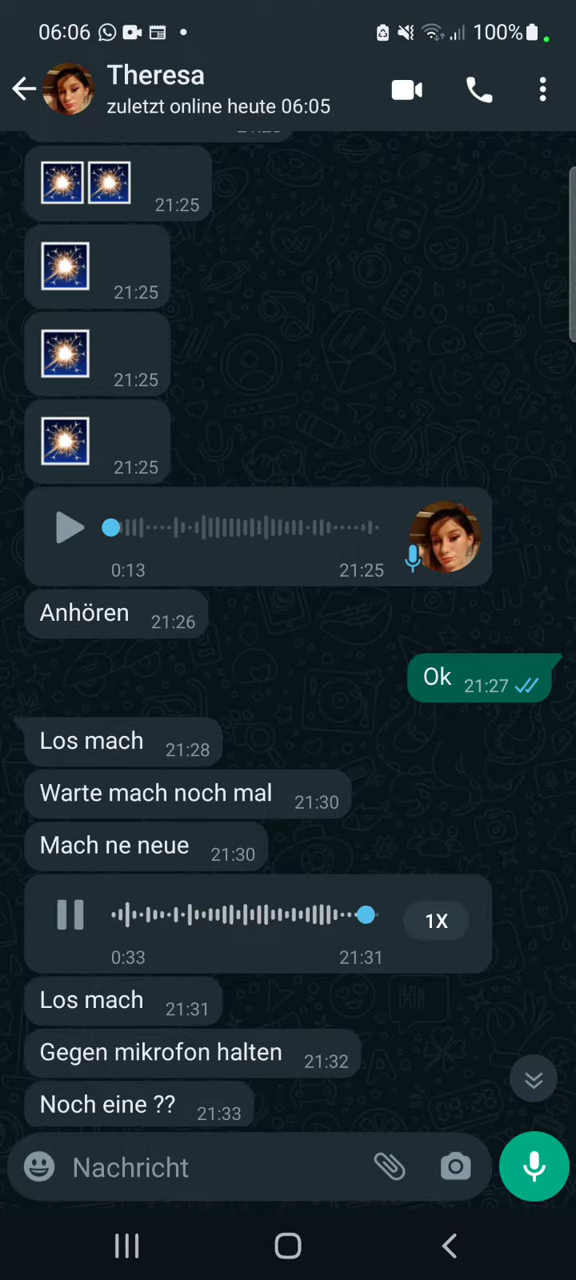 06:06 100%
Theresa
zuletzt online heute 06:05
21:25
21:25
21:25
21:25
0:13 21:25
Anhören 21:26
Ok 21:27
Los mach 21:28
Warte mach noch mal 21:30
Mach ne neue 21:30
1X
0:33 21:31
Los mach 21:31
Gegen mikrofon halten 21:32
Noch eine ?? 21:33
Nachricht